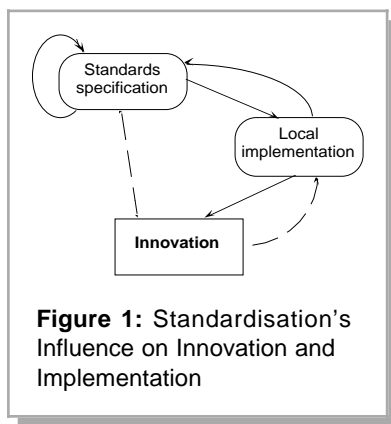 Standards
specification
Local
implementation
Innovation
Figure 1: Standardisation's
Influence on Innovation and
Implementation